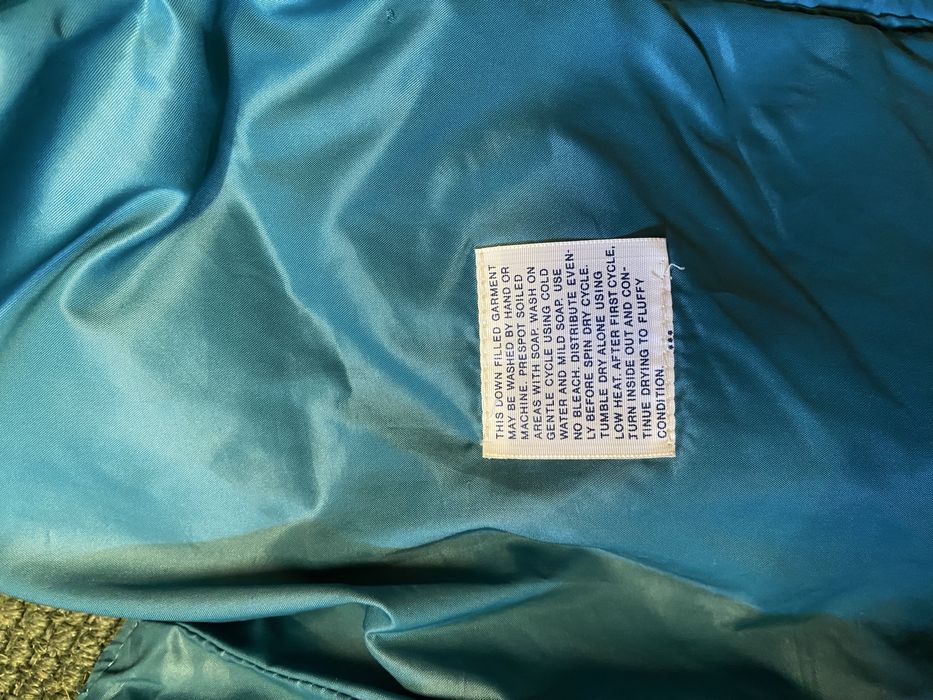 THIS DOWN FILLED GARMENT
MAY BE WASHED BY HAND OR
MACHINE. PRESPOT SOILED
AREAS WITH SOAP. WASH ON
GENTLE CYCLE USING COLD
WATER AND MILD SOAP. USE
NO BLEACH. DISTRIBUTE EVEN-
LY BEFORE SPIN DRY CYCLE.
TUMBLE DRY ALONE USING
LOW HEAT. AFTER FIRST CYCLE,
TURN INSIDE OUT AND CON-
TINUE DRYING TO FLUFFY
CONDITION.